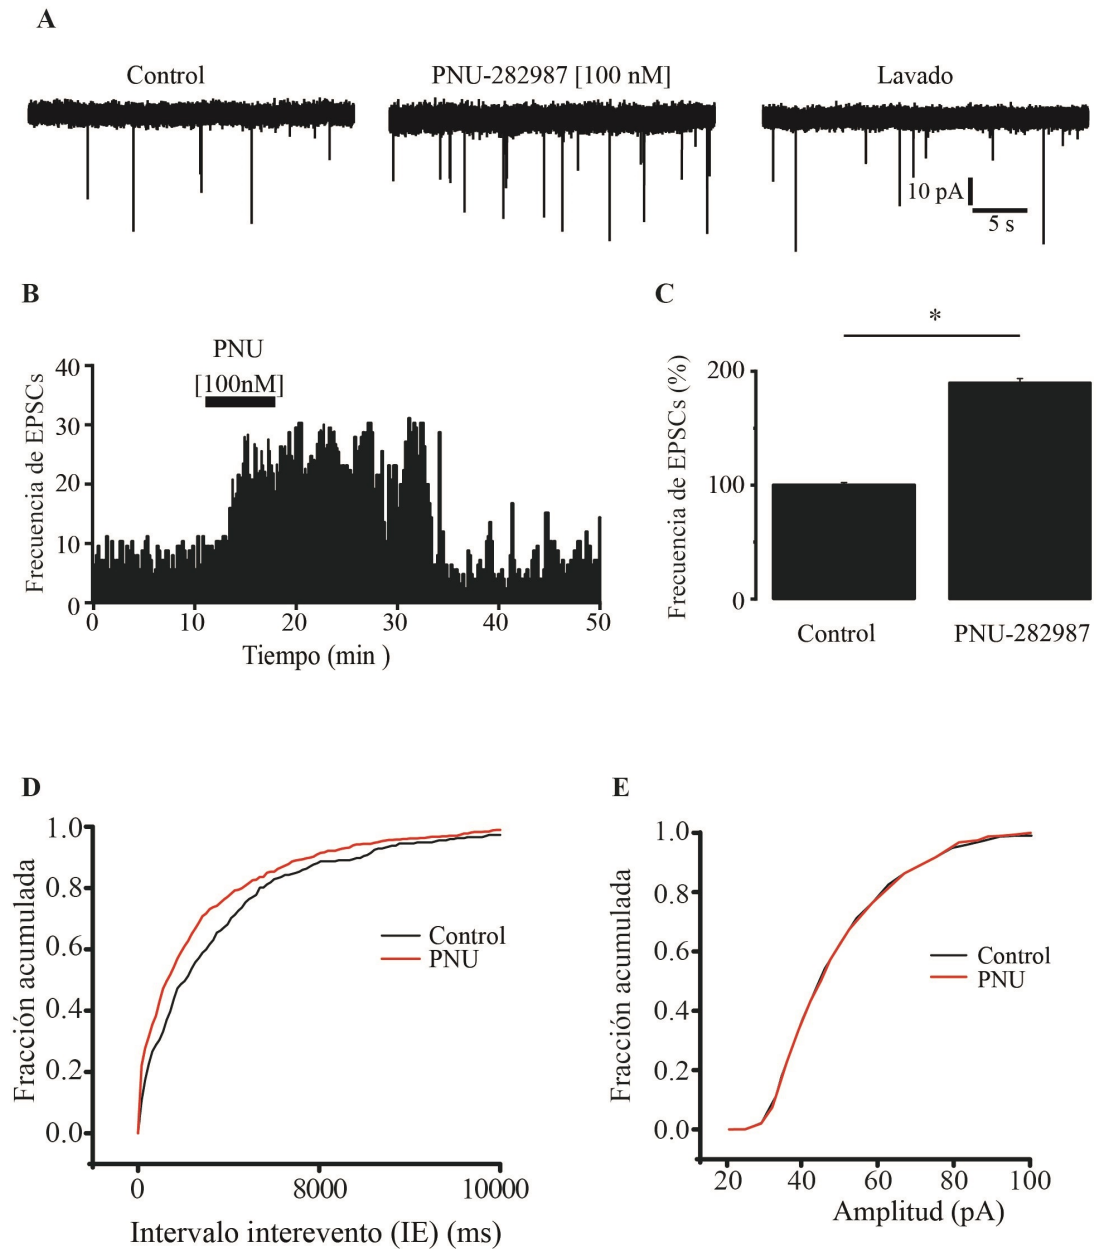 A
Control
PNU-282987 [100 nM]
Lavado
10 pA
5 s
B
C
PNU
[100nM]
*
Frecuencia de EPSCs
40
30
20
10
0
0 10 20 30 40 50
Tiempo (min )
Frecuencia de EPSCs (%)
200
100
0
Control
PNU-282987
D
E
Fracción acumulada
1.0
0.8
0.6
0.4
0.2
0.0
Control
PNU
0 8000 10000
Intervalo interevento (IE) (ms)
Fracción acumulada
1.0
0.8
0.6
0.4
0.2
0.0
Control
PNU
20 40 60 80 100
Amplitud (pA)